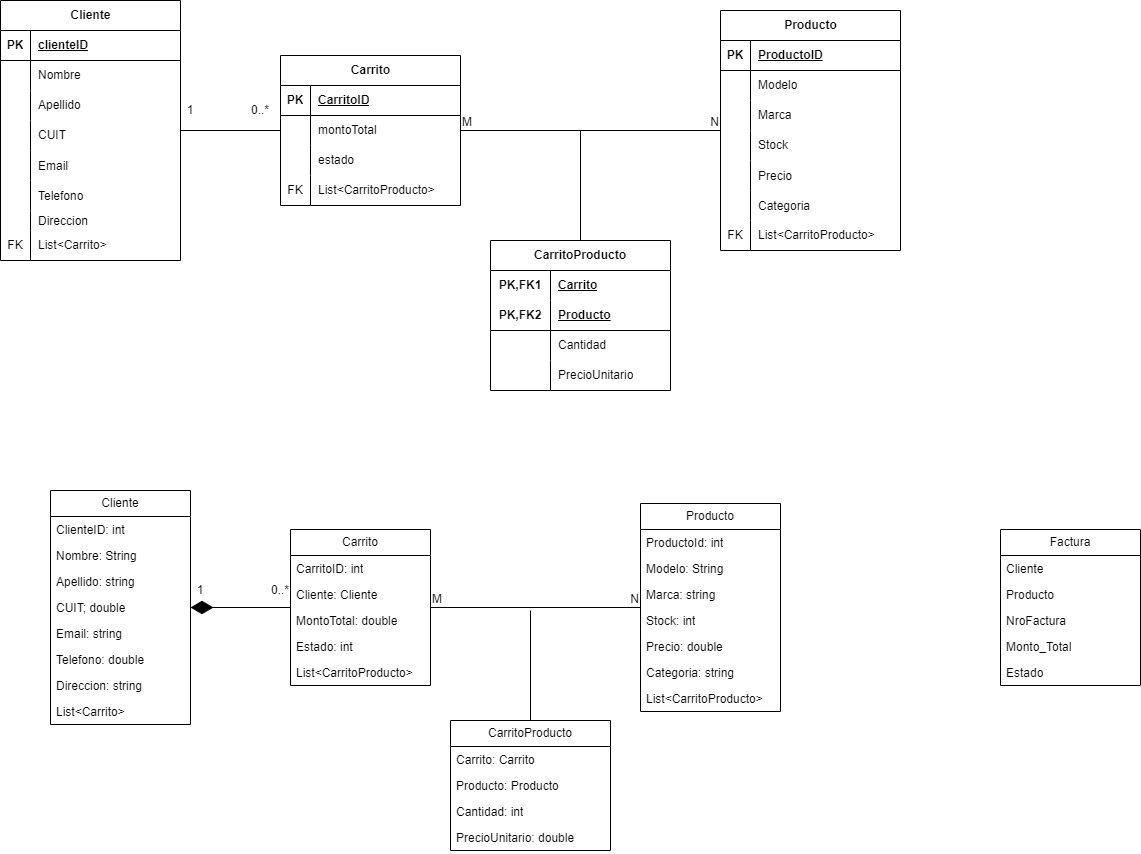 Cliente
PK clienteID
Nombre
Apellido
CUIT
Email
Telefono
Direccion
FK List<Carrito>
1
0..*
Carrito
PK CarritoID
montoTotal
estado
FK List<CarritoProducto>
M
N
Producto
PK ProductoID
Modelo
Marca
Stock
Precio
Categoria
FK List<CarritoProducto>
CarritoProducto
PK,FK1 Carrito
PK,FK2 Producto
Cantidad
PrecioUnitario
Cliente
ClienteID: int
Nombre: String
Apellido: string
CUIT; double
Email: string
Telefono: double
Direccion: string
List<Carrito>
1
0..*
Carrito
CarritoID: int
Cliente: Cliente
MontoTotal: double
Estado: int
List<CarritoProducto>
M
N
Producto
ProductoId: int
Modelo: String
Marca: string
Stock: int
Precio: double
Categoria: string
List<CarritoProducto>
CarritoProducto
Carrito: Carrito
Producto: Producto
Cantidad: int
PrecioUnitario: double
Factura
Cliente
Producto
NroFactura
Monto_Total
Estado